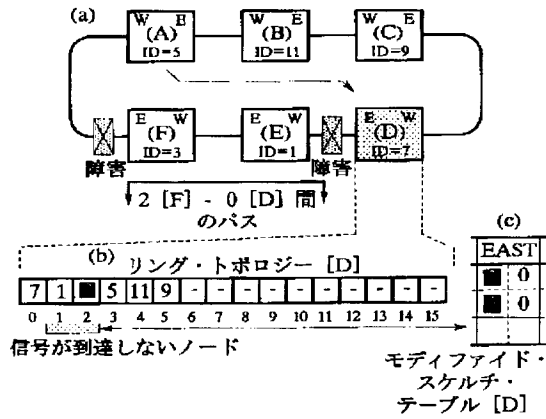 (a)
W E W E W E
(A) (B) (C)
ID=5 ID=11 ID=9
E W E W E W
(F) (E) (D)
ID=3 ID=1 ID=7
障害 障害
2 [F] - 0 [D] 間
のパス
(b) リング・トポロジー [D]
7 1 ■ 5 11 9 - - - - - - - - - -
0 1 2 3 4 5 6 7 8 9 10 11 12 13 14 15
信号が到達しないノード
(c)
EAST
■ 0
■ 0
モディファイド・
スケルチ・
テーブル [D]